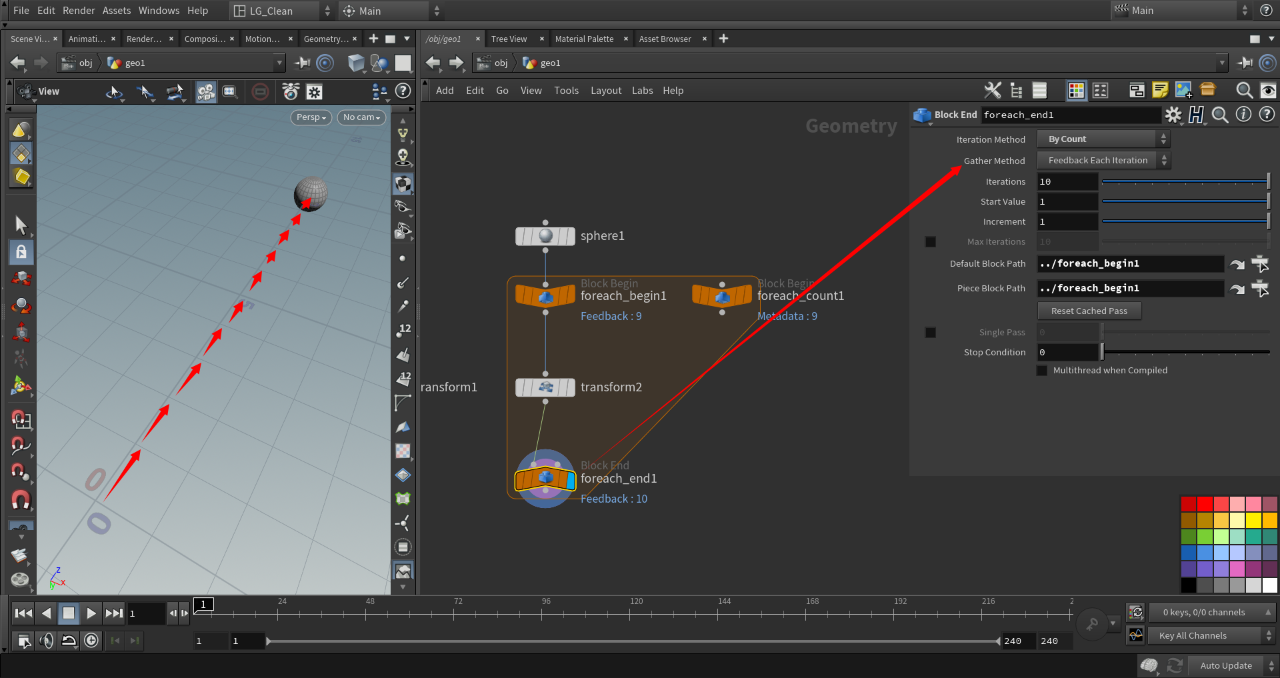 File Edit Render Assets Windows Help LG_Clean Main Main
Scene Vi... Animati... Render... Composi... Motion... Geometry...
/obj/geo1 Tree View Material Palette Asset Browser
obj geo1
obj geo1
View
Add Edit Go View Tools Layout Labs Help
Persp No cam
Geometry
Block End foreach_end1
Iteration Method By Count
Gather Method Feedback Each Iteration
Iterations 10
Start Value 1
Increment 1
Max Iterations 10
Default Block Path ../foreach_begin1
Piece Block Path ../foreach_begin1
Reset Cached Pass
Single Pass 0
Stop Condition 0
Multithread when Compiled
sphere1
Block Begin
foreach_begin1
Feedback : 9
Block Begin
foreach_count1
Metadata : 9
ransform1
transform2
Block End
foreach_end1
Feedback : 10
0
0
z
x
12
12
1
1
24 48 72 96 120 144 168 192 216 2
1 1 240 240
0 keys, 0/0 channels
Key All Channels
Auto Update